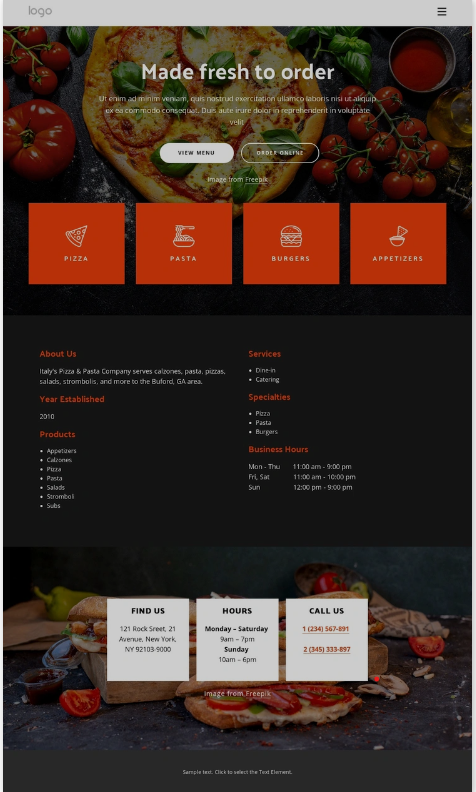 logo
Made fresh to order
Ut enim ad minim veniam, quis nostrud exercitation ullamco laboris nisi ut aliquip
ex ea commodo consequat. Duis aute irure dolor in reprehenderit in voluptate
velit
VIEW MENU
ORDER ONLINE
Image from Freepik
PIZZA
PASTA
BURGERS
APPETIZERS
About Us
Italy's Pizza & Pasta Company serves calzones, pasta, pizzas,
salads, strombolis, and more to the Buford, GA area.
Year Established
2010
Products
Appetizers
Calzones
Pizza
Pasta
Salads
Stromboli
Subs
Services
Dine-in
Catering
Specialties
Pizza
Pasta
Burgers
Business Hours
Mon - Thu 11:00 am - 9:00 pm
Fri, Sat 11:00 am - 10:00 pm
Sun 12:00 pm - 9:00 pm
FIND US
121 Rock Sreet, 21
Avenue, New York,
NY 92103-9000
HOURS
Monday – Saturday
9am – 7pm
Sunday
10am – 6pm
CALL US
1 (234) 567-891
2 (345) 333-897
Image from Freepik
Sample text. Click to select the Text Element.